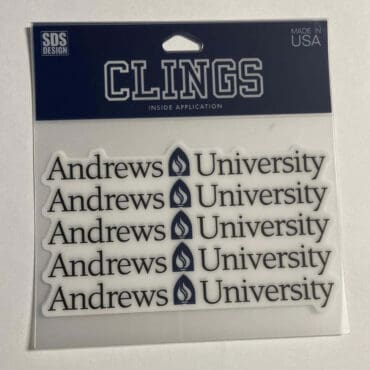 SDS
DESIGN
MADE IN
USA
CLINGS
INSIDE APPLICATION
Andrews University
Andrews University
Andrews University
Andrews University
Andrews University